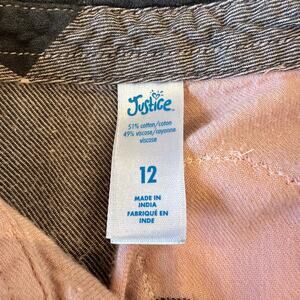 Justice
51% cotton/coton
49% viscose/rayonne
viscose
12
MADE IN
INDIA
FABRIQUÉ EN
INDE